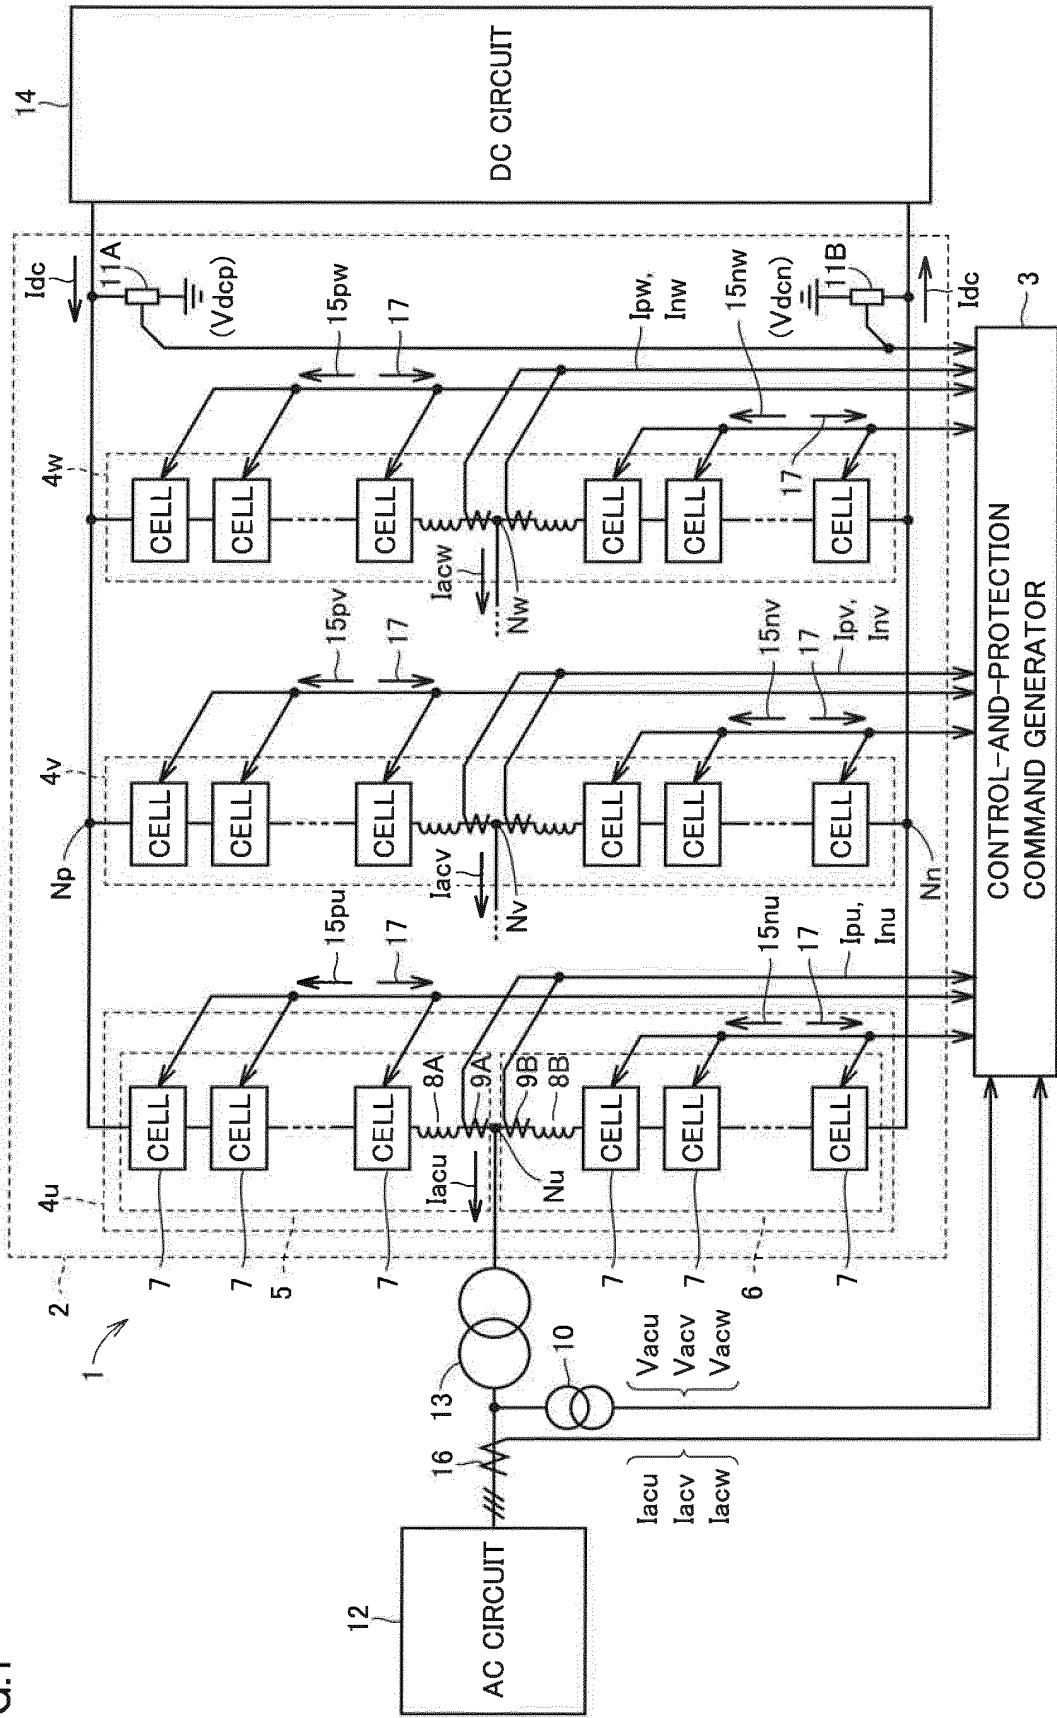 G.1
1
2
4u
4v
4w
Np
Idc
11A
(Vdcp)
14
DC CIRCUIT
CELL
CELL
CELL
CELL
CELL
CELL
CELL
CELL
CELL
7
7
7
5
15pu
17
15pv
17
15pw
17
8A
9A
Iacu
Iacv
Iacw
Nu
Nv
Nw
9B
8B
Ipw,
Inw
12
AC CIRCUIT
16
13
10
Vacu
Vacv
Vacw
Iacu
Iacv
Iacw
CELL
CELL
CELL
CELL
CELL
CELL
CELL
CELL
CELL
7
7
7
6
15nu
17
Ipu,
Inu
15nv
17
Ipv,
Inv
15nw
17
(Vdcn)
11B
Idc
Nn
3
CONTROL-AND-PROTECTION
COMMAND GENERATOR